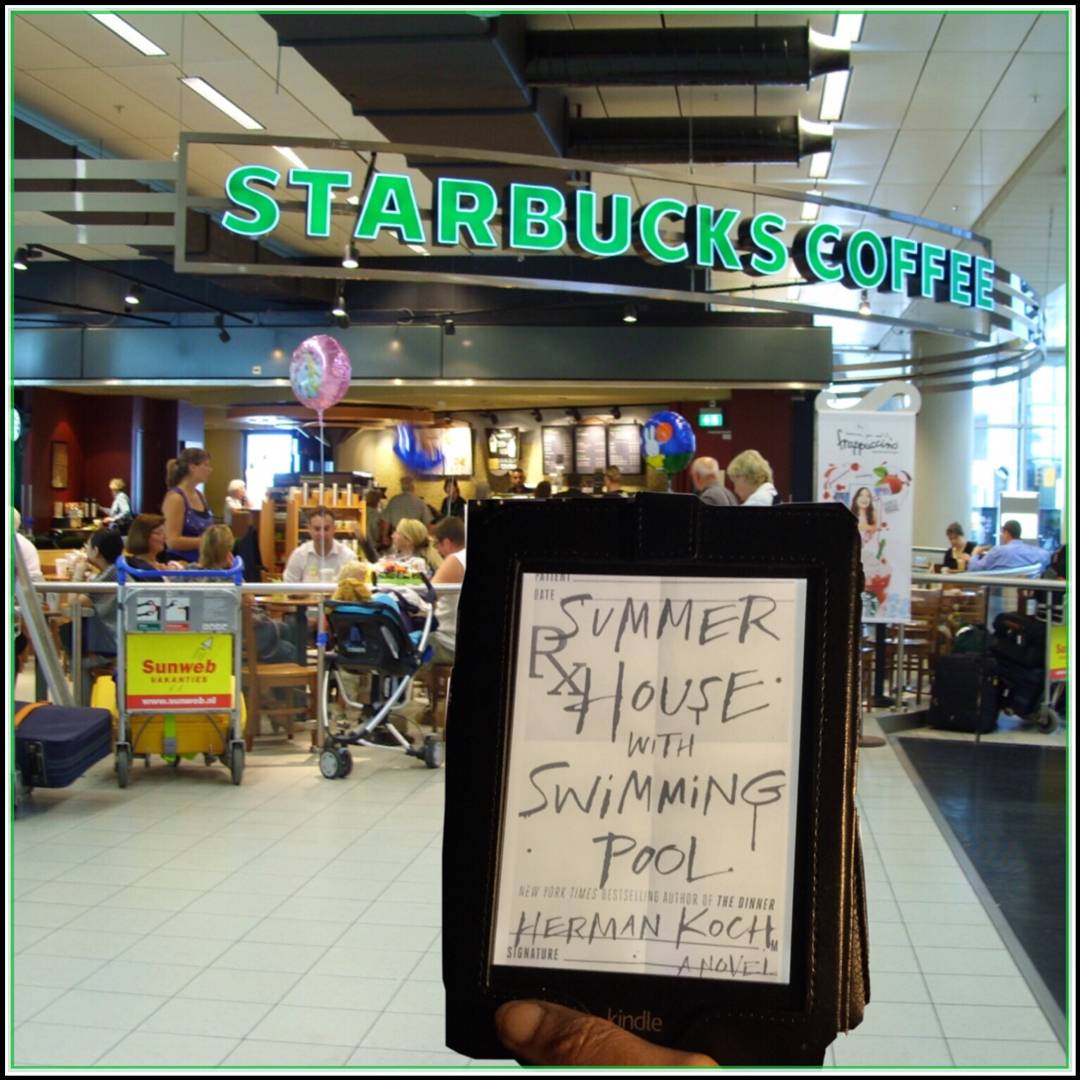 STARBUCKS COFFEE
frappuccino
Sunweb
VAKANTIES
www.sunweb.nl
PATIENT
DATE
Rx
SUMMER
HOUSE
WITH
SWIMMING
POOL
NEW YORK TIMES BESTSELLING AUTHOR OF THE DINNER
HERMAN KOCH
SIGNATURE
A NOVEL
kindle